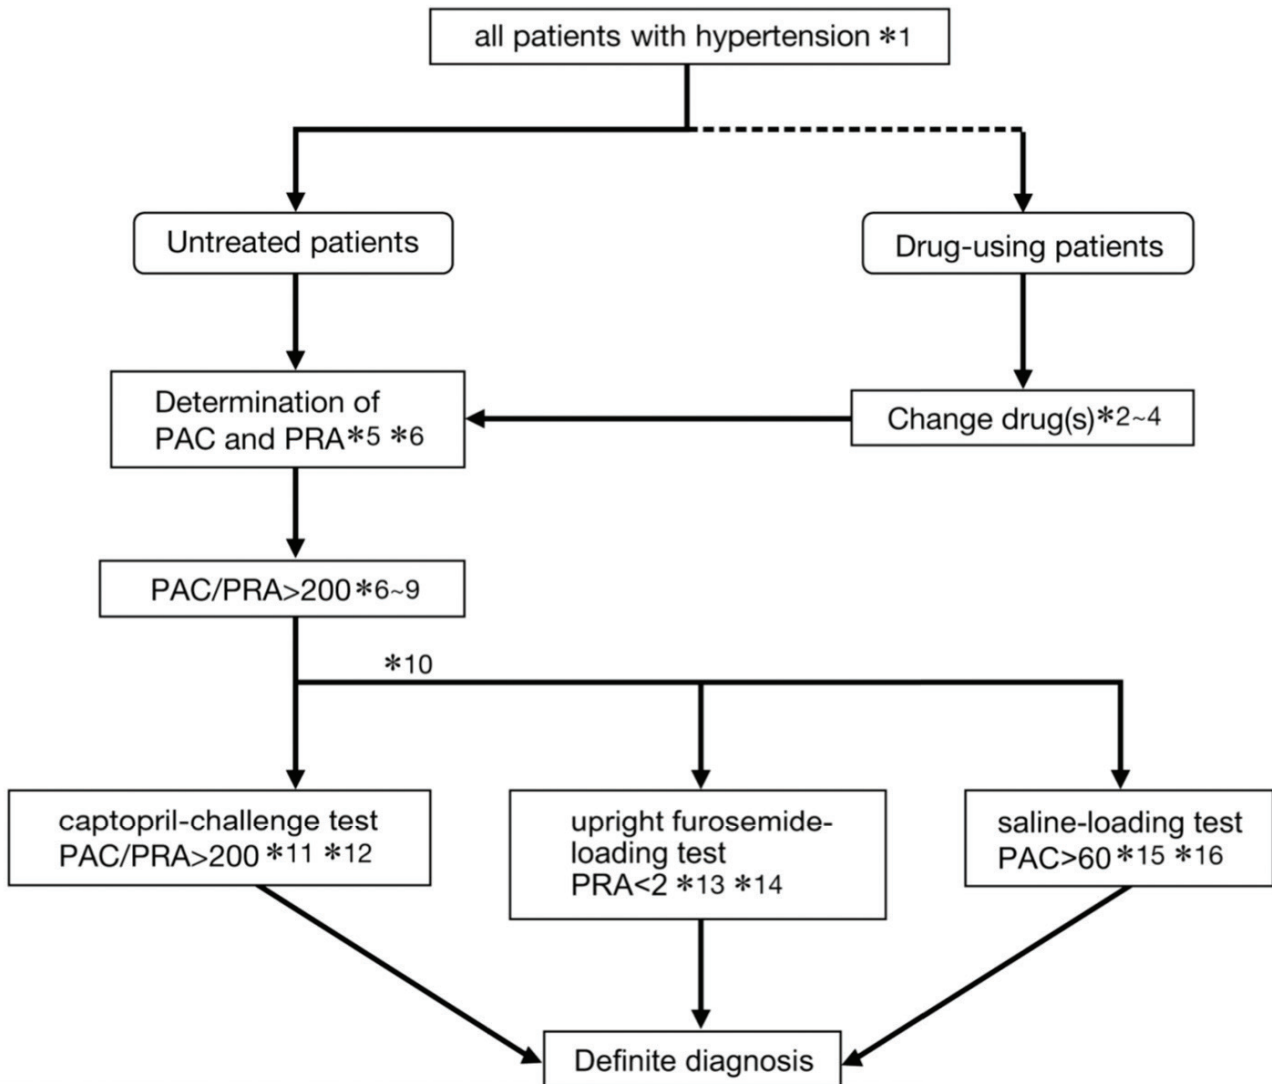 all patients with hypertension *1
Untreated patients
Drug-using patients
Determination of
PAC and PRA*5 *6
Change drug(s)*2~4
PAC/PRA>200*6~9
*10
captopril-challenge test
PAC/PRA>200*11 *12
upright furosemide-
loading test
PRA<2 *13 *14
saline-loading test
PAC>60*15 *16
Definite diagnosis